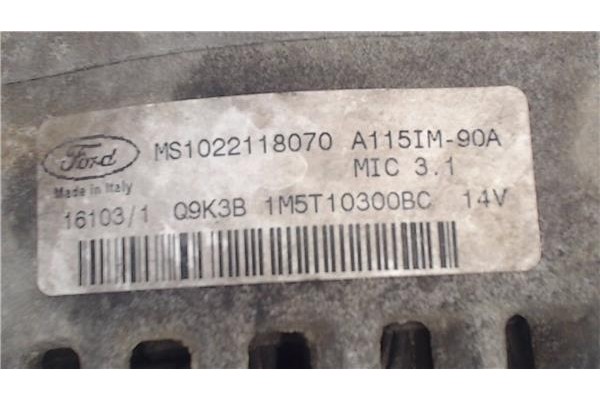 Ford MS1022118070 A115IM-90A
Made in Italy MIC 3.1
16103/1 Q9K3B 1M5T10300BC 14V